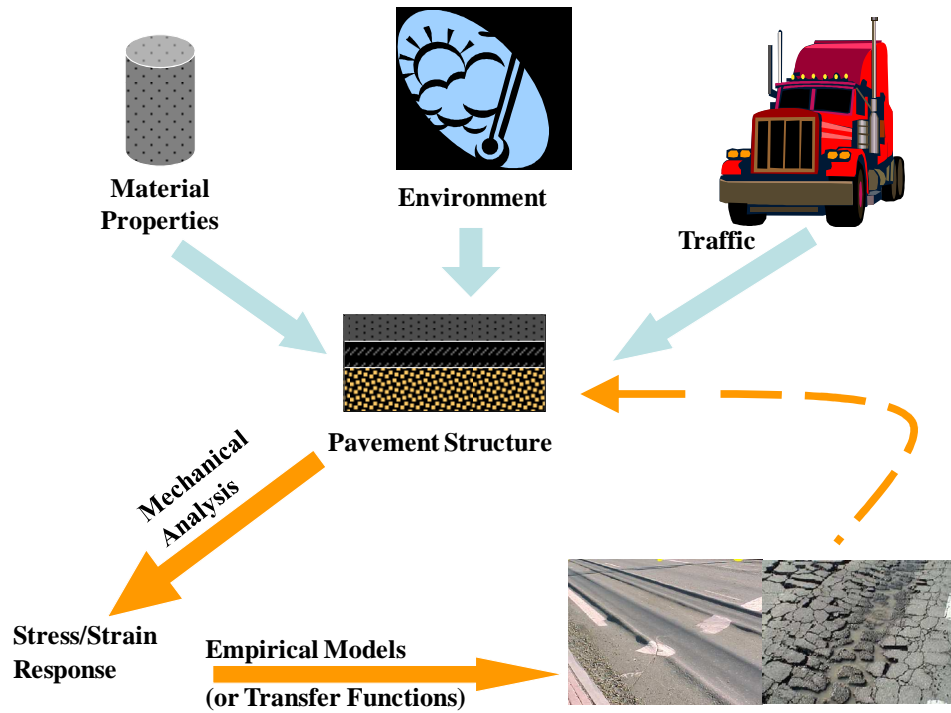 Material
Properties
Environment
Traffic
Pavement Structure
Mechanical
Analysis
Stress/Strain
Response
Empirical Models
(or Transfer Functions)